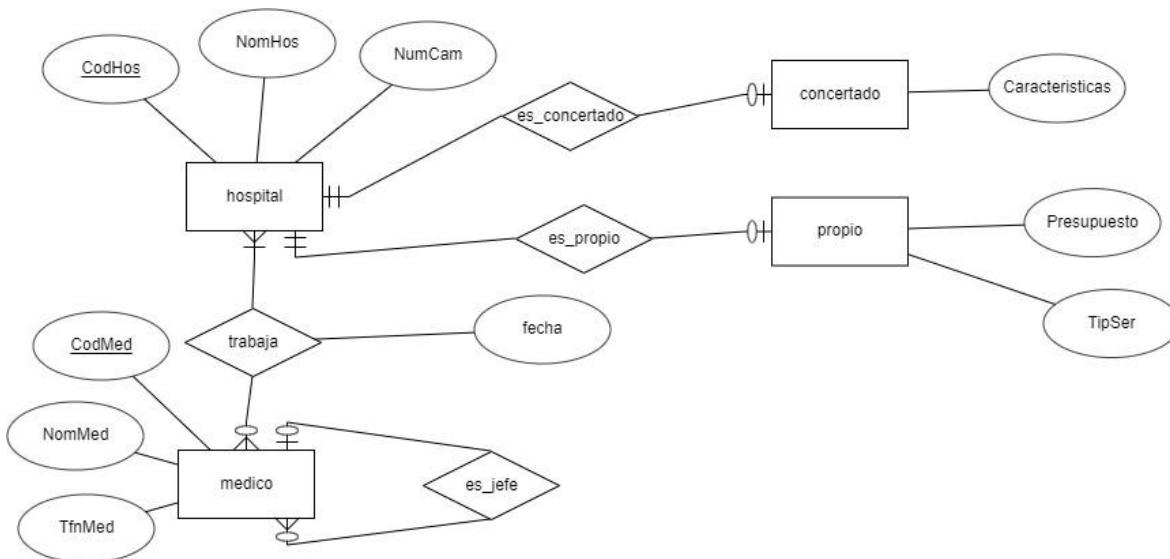 NomHos
CodHos
NumCam
concertado
Caracteristicas
es_concertado
hospital
es_propio
propio
Presupuesto
TipSer
trabaja
fecha
CodMed
NomMed
medico
es_jefe
TfnMed